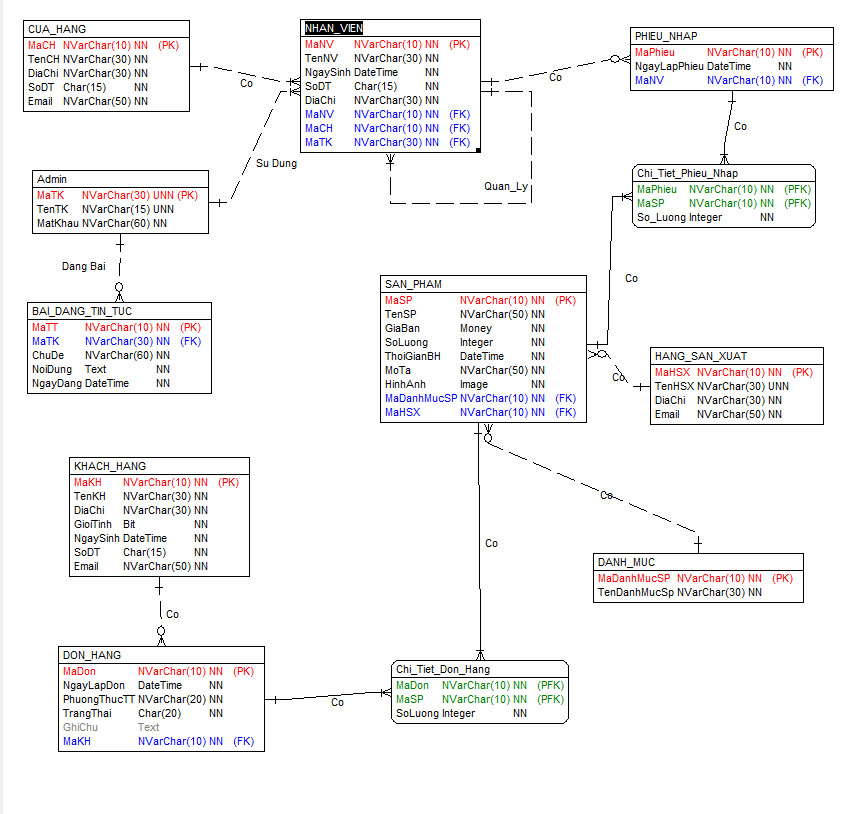 CUA_HANG
MaCH NVarChar(10) NN (PK)
TenCH NVarChar(30) NN
DiaChi NVarChar(30) NN
SoDT Char(15) NN
Email NVarChar(50) NN
NHAN_VIEN
MaNV NVarChar(10) NN (PK)
TenNV NVarChar(30) NN
NgaySinh DateTime NN
SoDT Char(15) NN
DiaChi NVarChar(30) NN
MaNV NVarChar(10) NN (FK)
MaCH NVarChar(10) NN (FK)
MaTK NVarChar(30) NN (FK)
PHIEU_NHAP
MaPhieu NVarChar(10) NN (PK)
NgayLapPhieu DateTime NN
MaNV NVarChar(10) NN (FK)
Co
Co
Co
Su Dung
Quan_Ly
Admin
MaTK NVarChar(30) UNN (PK)
TenTK NVarChar(15) UNN
MatKhau NVarChar(60) NN
Chi_Tiet_Phieu_Nhap
MaPhieu NVarChar(10) NN (PFK)
MaSP NVarChar(10) NN (PFK)
So_Luong Integer NN
Dang Bai
Co
BAI_DANG_TIN_TUC
MaTT NVarChar(10) NN (PK)
MaTK NVarChar(30) NN (FK)
ChuDe NVarChar(60) NN
NoiDung Text NN
NgayDang DateTime NN
SAN_PHAM
MaSP NVarChar(10) NN (PK)
TenSP NVarChar(50) NN
GiaBan Money NN
SoLuong Integer NN
ThoiGianBH DateTime NN
MoTa NVarChar(50) NN
HinhAnh Image NN
MaDanhMucSP NVarChar(10) NN (FK)
MaHSX NVarChar(10) NN (FK)
Co
HANG_SAN_XUAT
MaHSX NVarChar(10) NN (PK)
TenHSX NVarChar(30) UNN
DiaChi NVarChar(30) NN
Email NVarChar(50) NN
KHACH_HANG
MaKH NVarChar(10) NN (PK)
TenKH NVarChar(30) NN
DiaChi NVarChar(30) NN
GioiTinh Bit NN
NgaySinh DateTime NN
SoDT Char(15) NN
Email NVarChar(50) NN
Co
Co
DANH_MUC
MaDanhMucSP NVarChar(10) NN (PK)
TenDanhMucSp NVarChar(30) NN
Co
DON_HANG
MaDon NVarChar(10) NN (PK)
NgayLapDon DateTime NN
PhuongThucTT NVarChar(20) NN
TrangThai Char(20) NN
GhiChu Text
MaKH NVarChar(10) NN (FK)
Co
Chi_Tiet_Don_Hang
MaDon NVarChar(10) NN (PFK)
MaSP NVarChar(10) NN (PFK)
SoLuong Integer NN